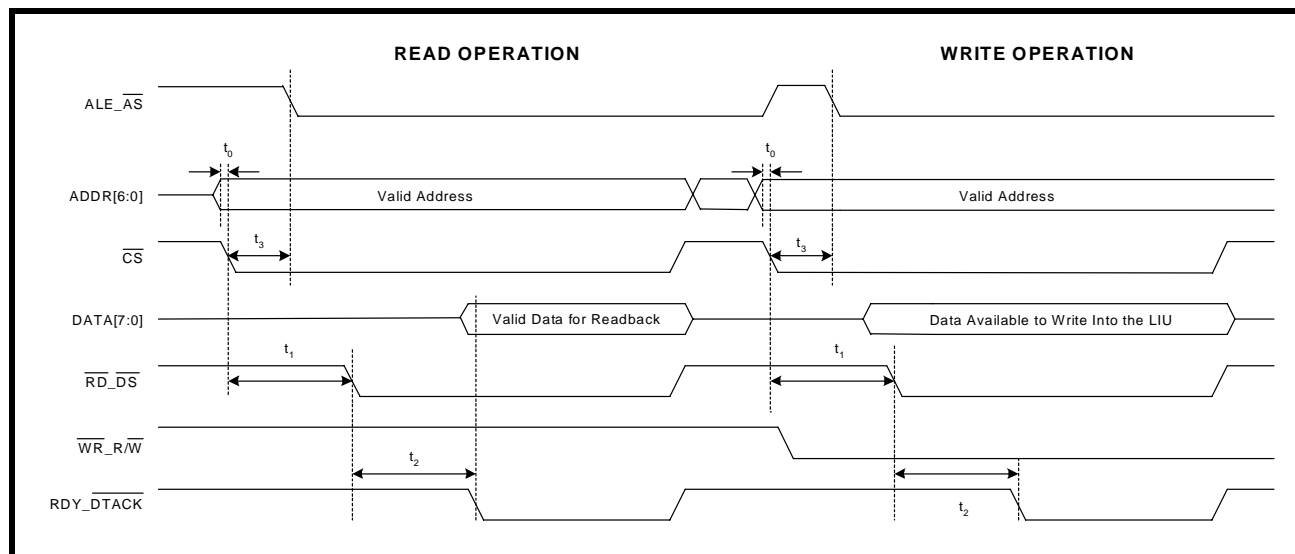 READ OPERATION WRITE OPERATION
ALE_AS
t0 t0
ADDR[6:0] Valid Address Valid Address
CS t3 t3
DATA[7:0] Valid Data for Readback Data Available to Write Into the LIU
t1 t1
RD_DS
WR_R/W
t2
RDY_DTACK t2